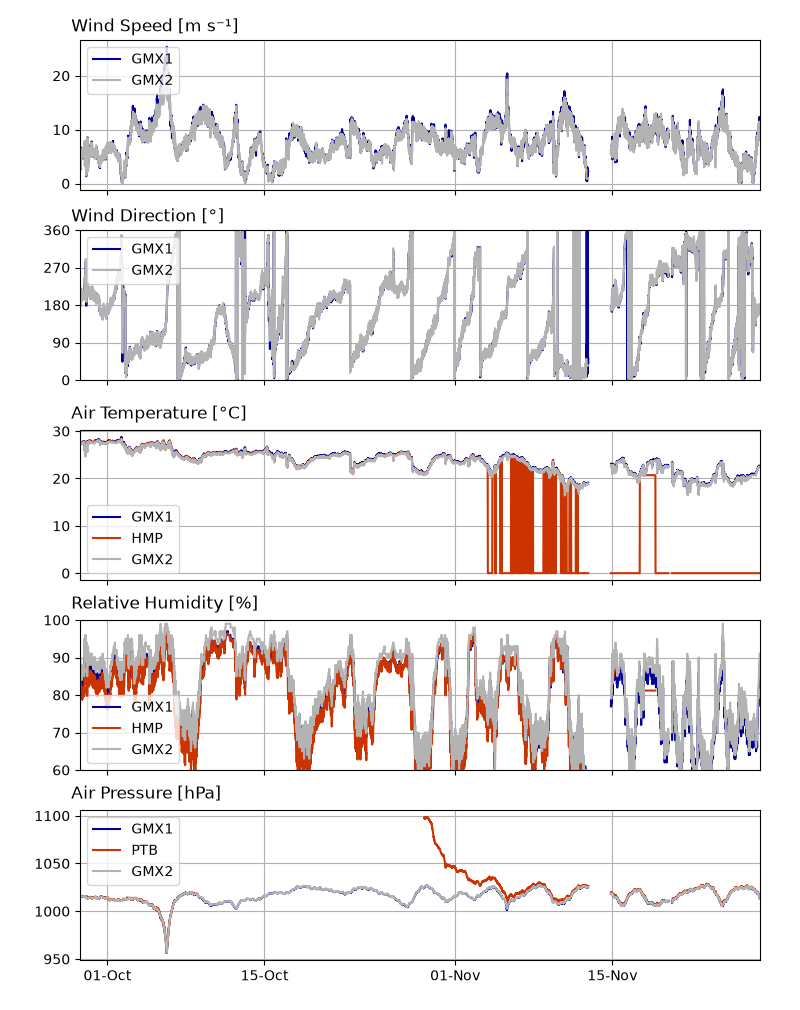 Wind Speed [m s⁻¹]
GMX1
GMX2
20
10
0
Wind Direction [°]
360
GMX1
GMX2
270
180
90
0
Air Temperature [°C]
30
20
10
0
GMX1
HMP
GMX2
Relative Humidity [%]
100
90
80
70
60
GMX1
HMP
GMX2
Air Pressure [hPa]
1100
1050
1000
950
GMX1
PTB
GMX2
01-Oct 15-Oct 01-Nov 15-Nov